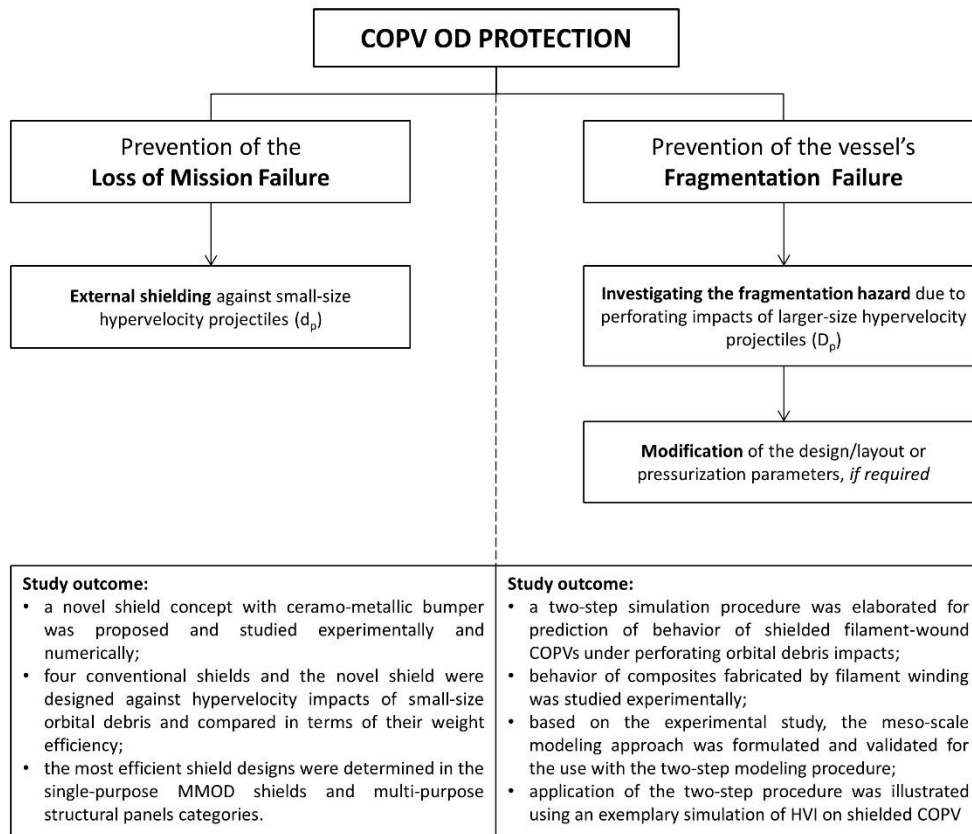 COPV OD PROTECTION
Prevention of the
Loss of Mission Failure
Prevention of the vessel's
Fragmentation Failure
External shielding against small-size
hypervelocity projectiles (dp)
Investigating the fragmentation hazard due to
perforating impacts of larger-size hypervelocity
projectiles (Dp)
Modification of the design/layout or
pressurization parameters, if required
Study outcome:
• a novel shield concept with ceramo-metallic bumper
was proposed and studied experimentally and
numerically;
• four conventional shields and the novel shield were
designed against hypervelocity impacts of small-size
orbital debris and compared in terms of their weight
efficiency;
• the most efficient shield designs were determined in the
single-purpose MMOD shields and multi-purpose
structural panels categories.
Study outcome:
• a two-step simulation procedure was elaborated for
prediction of behavior of shielded filament-wound
COPVs under perforating orbital debris impacts;
• behavior of composites fabricated by filament winding
was studied experimentally;
• based on the experimental study, the meso-scale
modeling approach was formulated and validated for
the use with the two-step modeling procedure;
• application of the two-step procedure was illustrated
using an exemplary simulation of HVI on shielded COPV